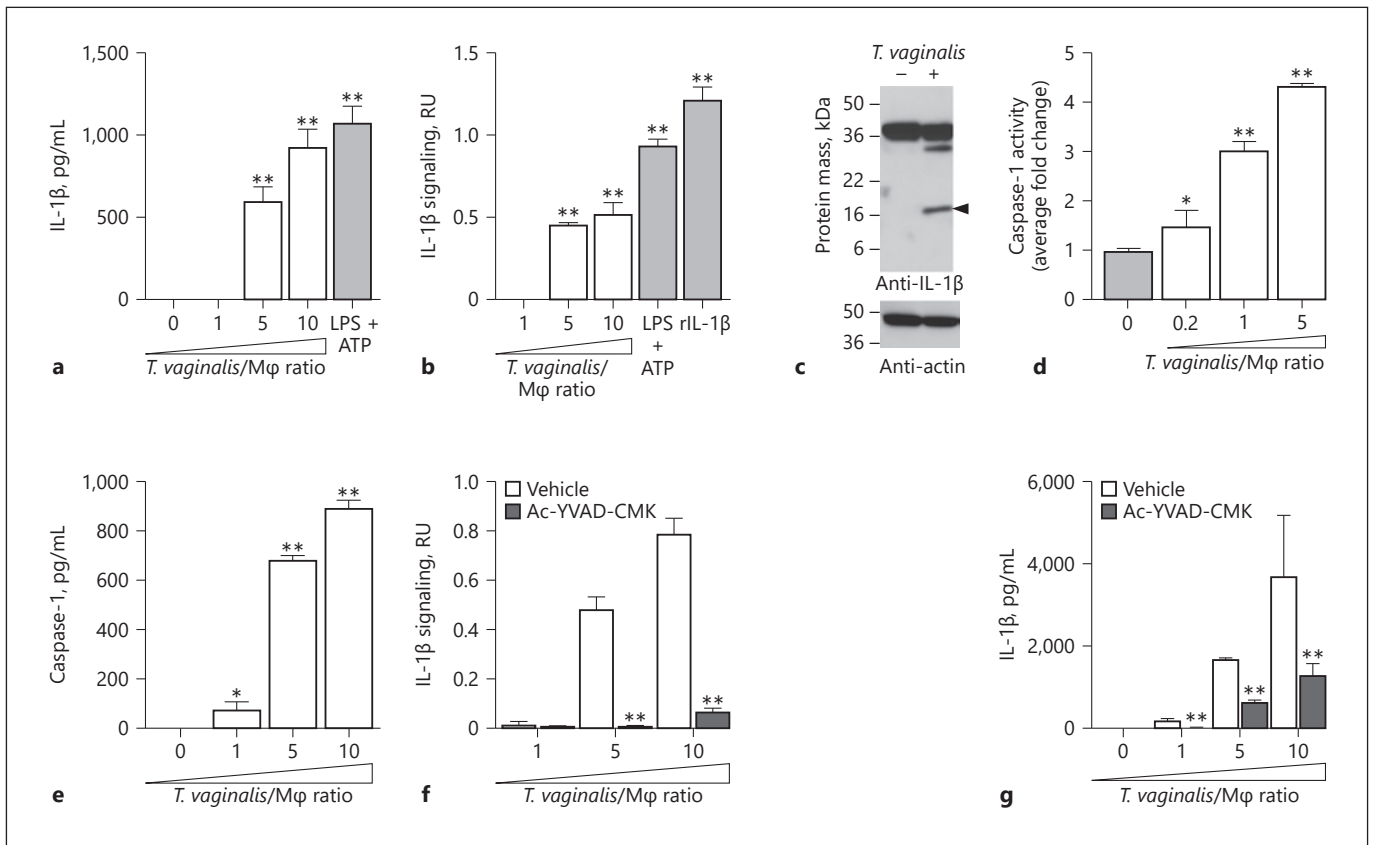 1,500
1,000
500
0
IL-1β, pg/mL
**
**
**
0 1 5 10 LPS +
ATP
T. vaginalis/Mφ ratio
a
1.5
1.0
0.5
0
IL-1β signaling, RU
**
**
**
**
1 5 10 LPS rIL-1β
+
ATP
T. vaginalis/
Mφ ratio
b
T. vaginalis
– +
Protein mass, kDa
50
36
22
16
6
Anti-IL-1β
50
36
Anti-actin
c
5
4
3
2
1
0
Caspase-1 activity
(average fold change)
*
**
**
0 0.2 1 5
T. vaginalis/Mφ ratio
d
1,000
800
600
400
200
0
Caspase-1, pg/mL
*
**
**
0 1 5 10
T. vaginalis/Mφ ratio
e
1.0
0.8
0.6
0.4
0.2
0
IL-1β signaling, RU
Vehicle
Ac-YVAD-CMK
**
**
1 5 10
T. vaginalis/Mφ ratio
f
6,000
4,000
2,000
0
IL-1β, pg/mL
Vehicle
Ac-YVAD-CMK
**
**
**
0 1 5 10
T. vaginalis/Mφ ratio
g